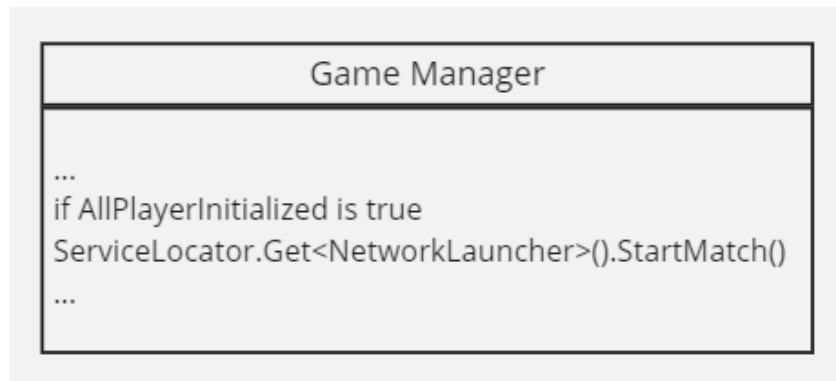 Game Manager
...
if AllPlayerInitialized is true
ServiceLocator.Get<NetworkLauncher>().StartMatch()
...